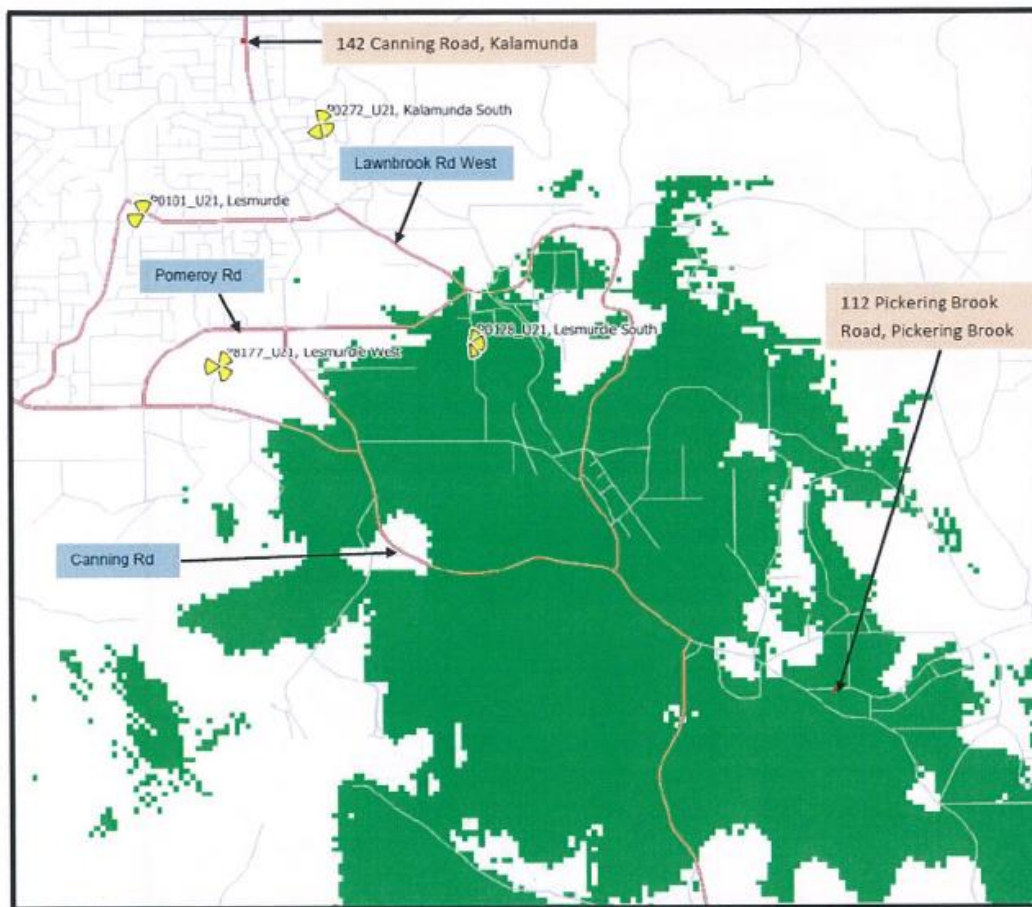 142 Canning Road, Kalamunda
P0272_U21, Kalamunda South
Lawnbrook Rd West
P0101_U21, Lesmurdie
Pomeroy Rd
112 Pickering Brook
Road, Pickering Brook
P0128_U21, Lesmurdie South
P8177_U21, Lesmurdie West
Canning Rd